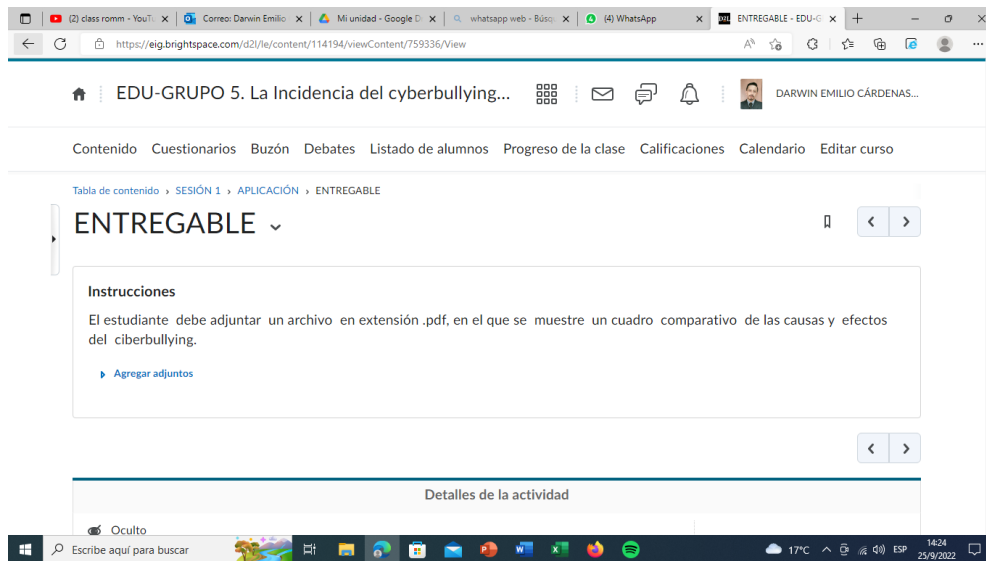 (2) class romm - YouTu
Correo: Darwin Emilio
Mi unidad - Google D
whatsapp web - Búsq
(4) WhatsApp
D2L ENTREGABLE - EDU-G
https://eig.brightspace.com/d2l/le/content/114194/viewContent/759336/View
EDU-GRUPO 5. La Incidencia del cyberbullying...
DARWIN EMILIO CÁRDENAS...
Contenido Cuestionarios Buzón Debates Listado de alumnos Progreso de la clase Calificaciones Calendario Editar curso
Tabla de contenido › SESIÓN 1 › APLICACIÓN › ENTREGABLE
ENTREGABLE
Instrucciones
El estudiante debe adjuntar un archivo en extensión .pdf, en el que se muestre un cuadro comparativo de las causas y efectos
del ciberbullying.
Agregar adjuntos
Detalles de la actividad
Oculto
Escribe aquí para buscar
17°C
ESP
14:24
25/9/2022